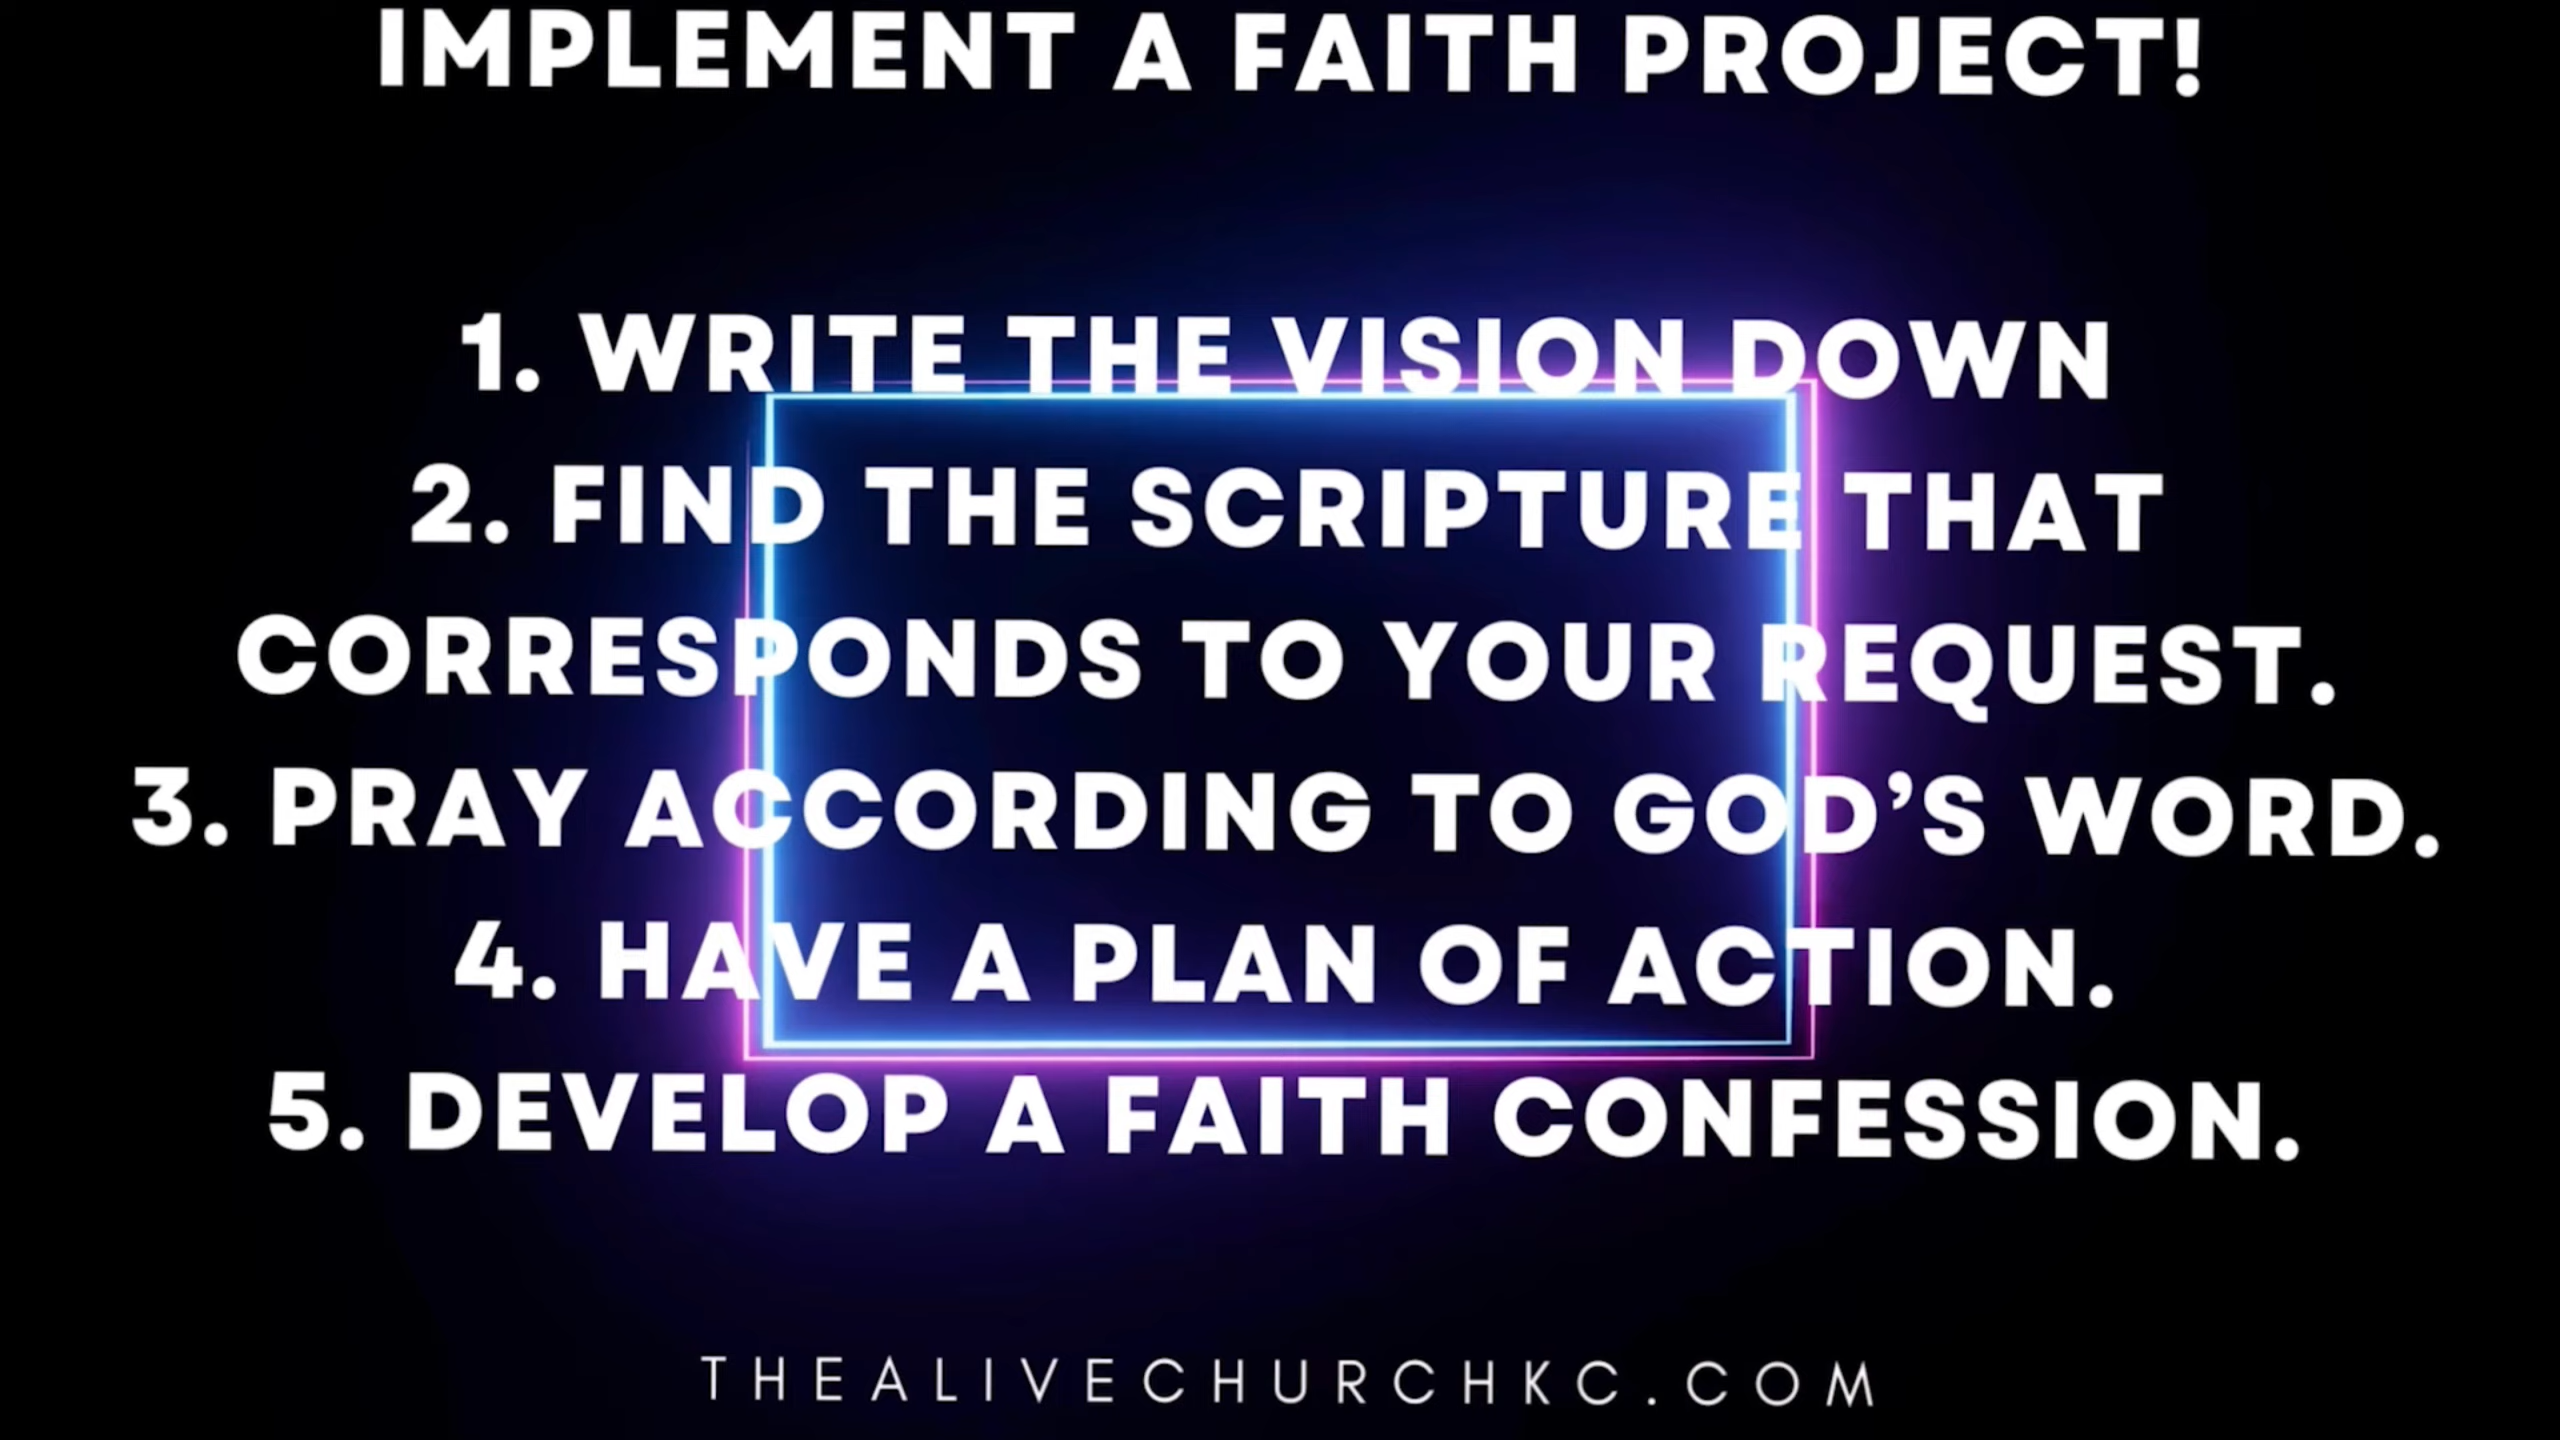 IMPLEMENT A FAITH PROJECT!
1. WRITE THE VISION DOWN
2. FIND THE SCRIPTURE THAT
CORRESPONDS TO YOUR REQUEST.
3. PRAY ACCORDING TO GOD’S WORD.
4. HAVE A PLAN OF ACTION.
5. DEVELOP A FAITH CONFESSION.
THEALIVECHURCHKC.COM